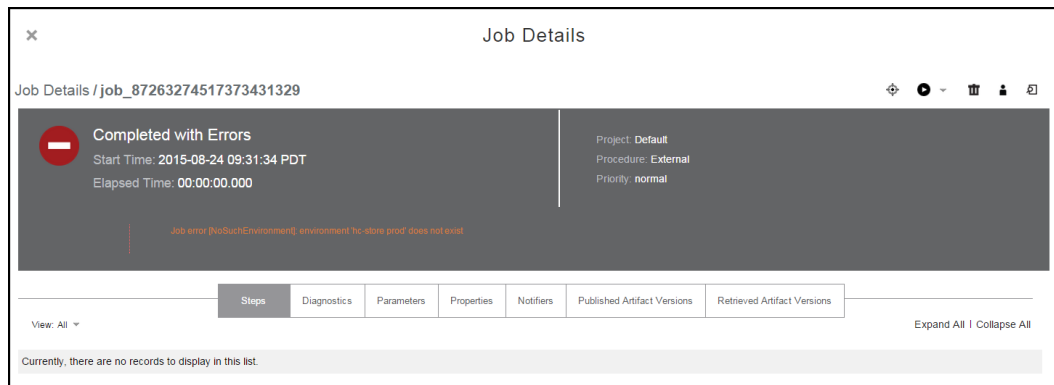 Job Details
Job Details / job_87263274517373431329
Completed with Errors
Start Time: 2015-08-24 09:31:34 PDT
Elapsed Time: 00:00:00.000
Project: Default
Procedure: External
Priority: normal
Job error [NoSuchEnvironment]: environment 'hc-store prod' does not exist
Steps Diagnostics Parameters Properties Notifiers Published Artifact Versions Retrieved Artifact Versions
View: All
Expand All | Collapse All
Currently, there are no records to display in this list.